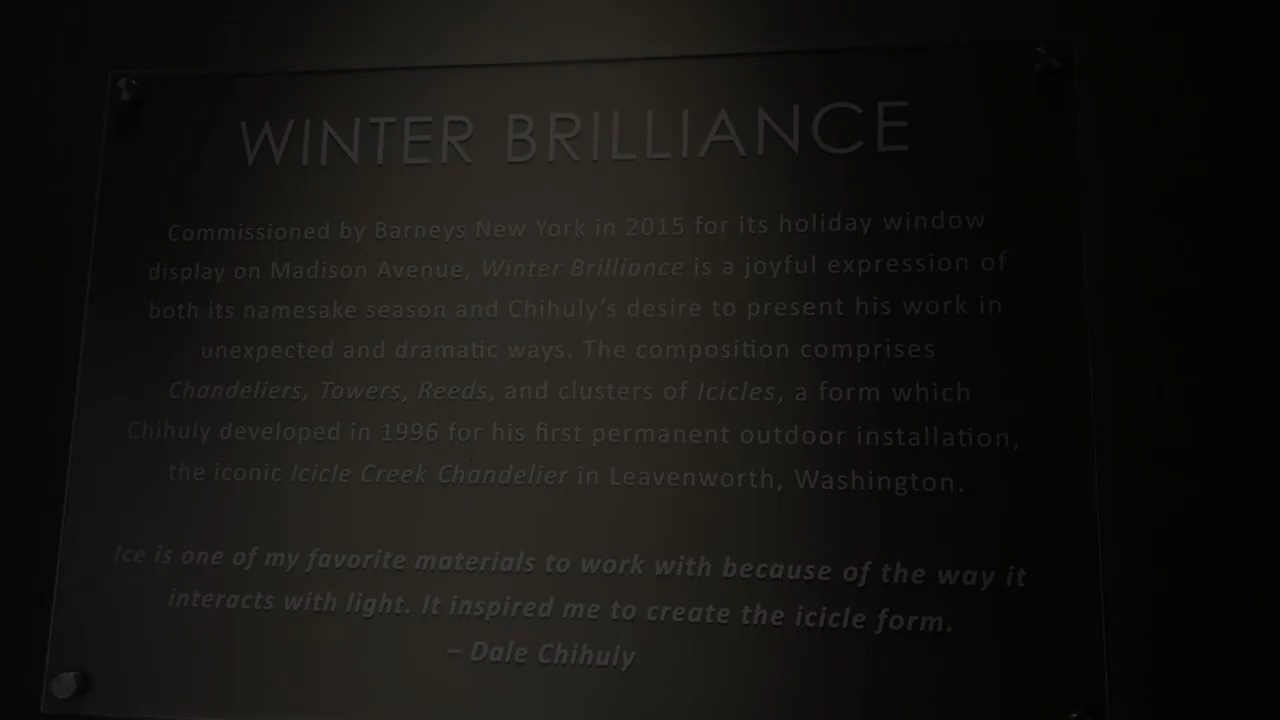 WINTER BRILLIANCE
Commissioned by Barneys New York in 2015 for its holiday window
display on Madison Avenue, Winter Brilliance is a joyful expression of
both its namesake season and Chihuly’s desire to present his work in
unexpected and dramatic ways. The composition comprises
Chandeliers, Towers, Reeds, and clusters of Icicles, a form which
Chihuly developed in 1996 for his first permanent outdoor installation,
the iconic Icicle Creek Chandelier in Leavenworth, Washington.
Ice is one of my favorite materials to work with because of the way it
interacts with light. It inspired me to create the icicle form.
– Dale Chihuly